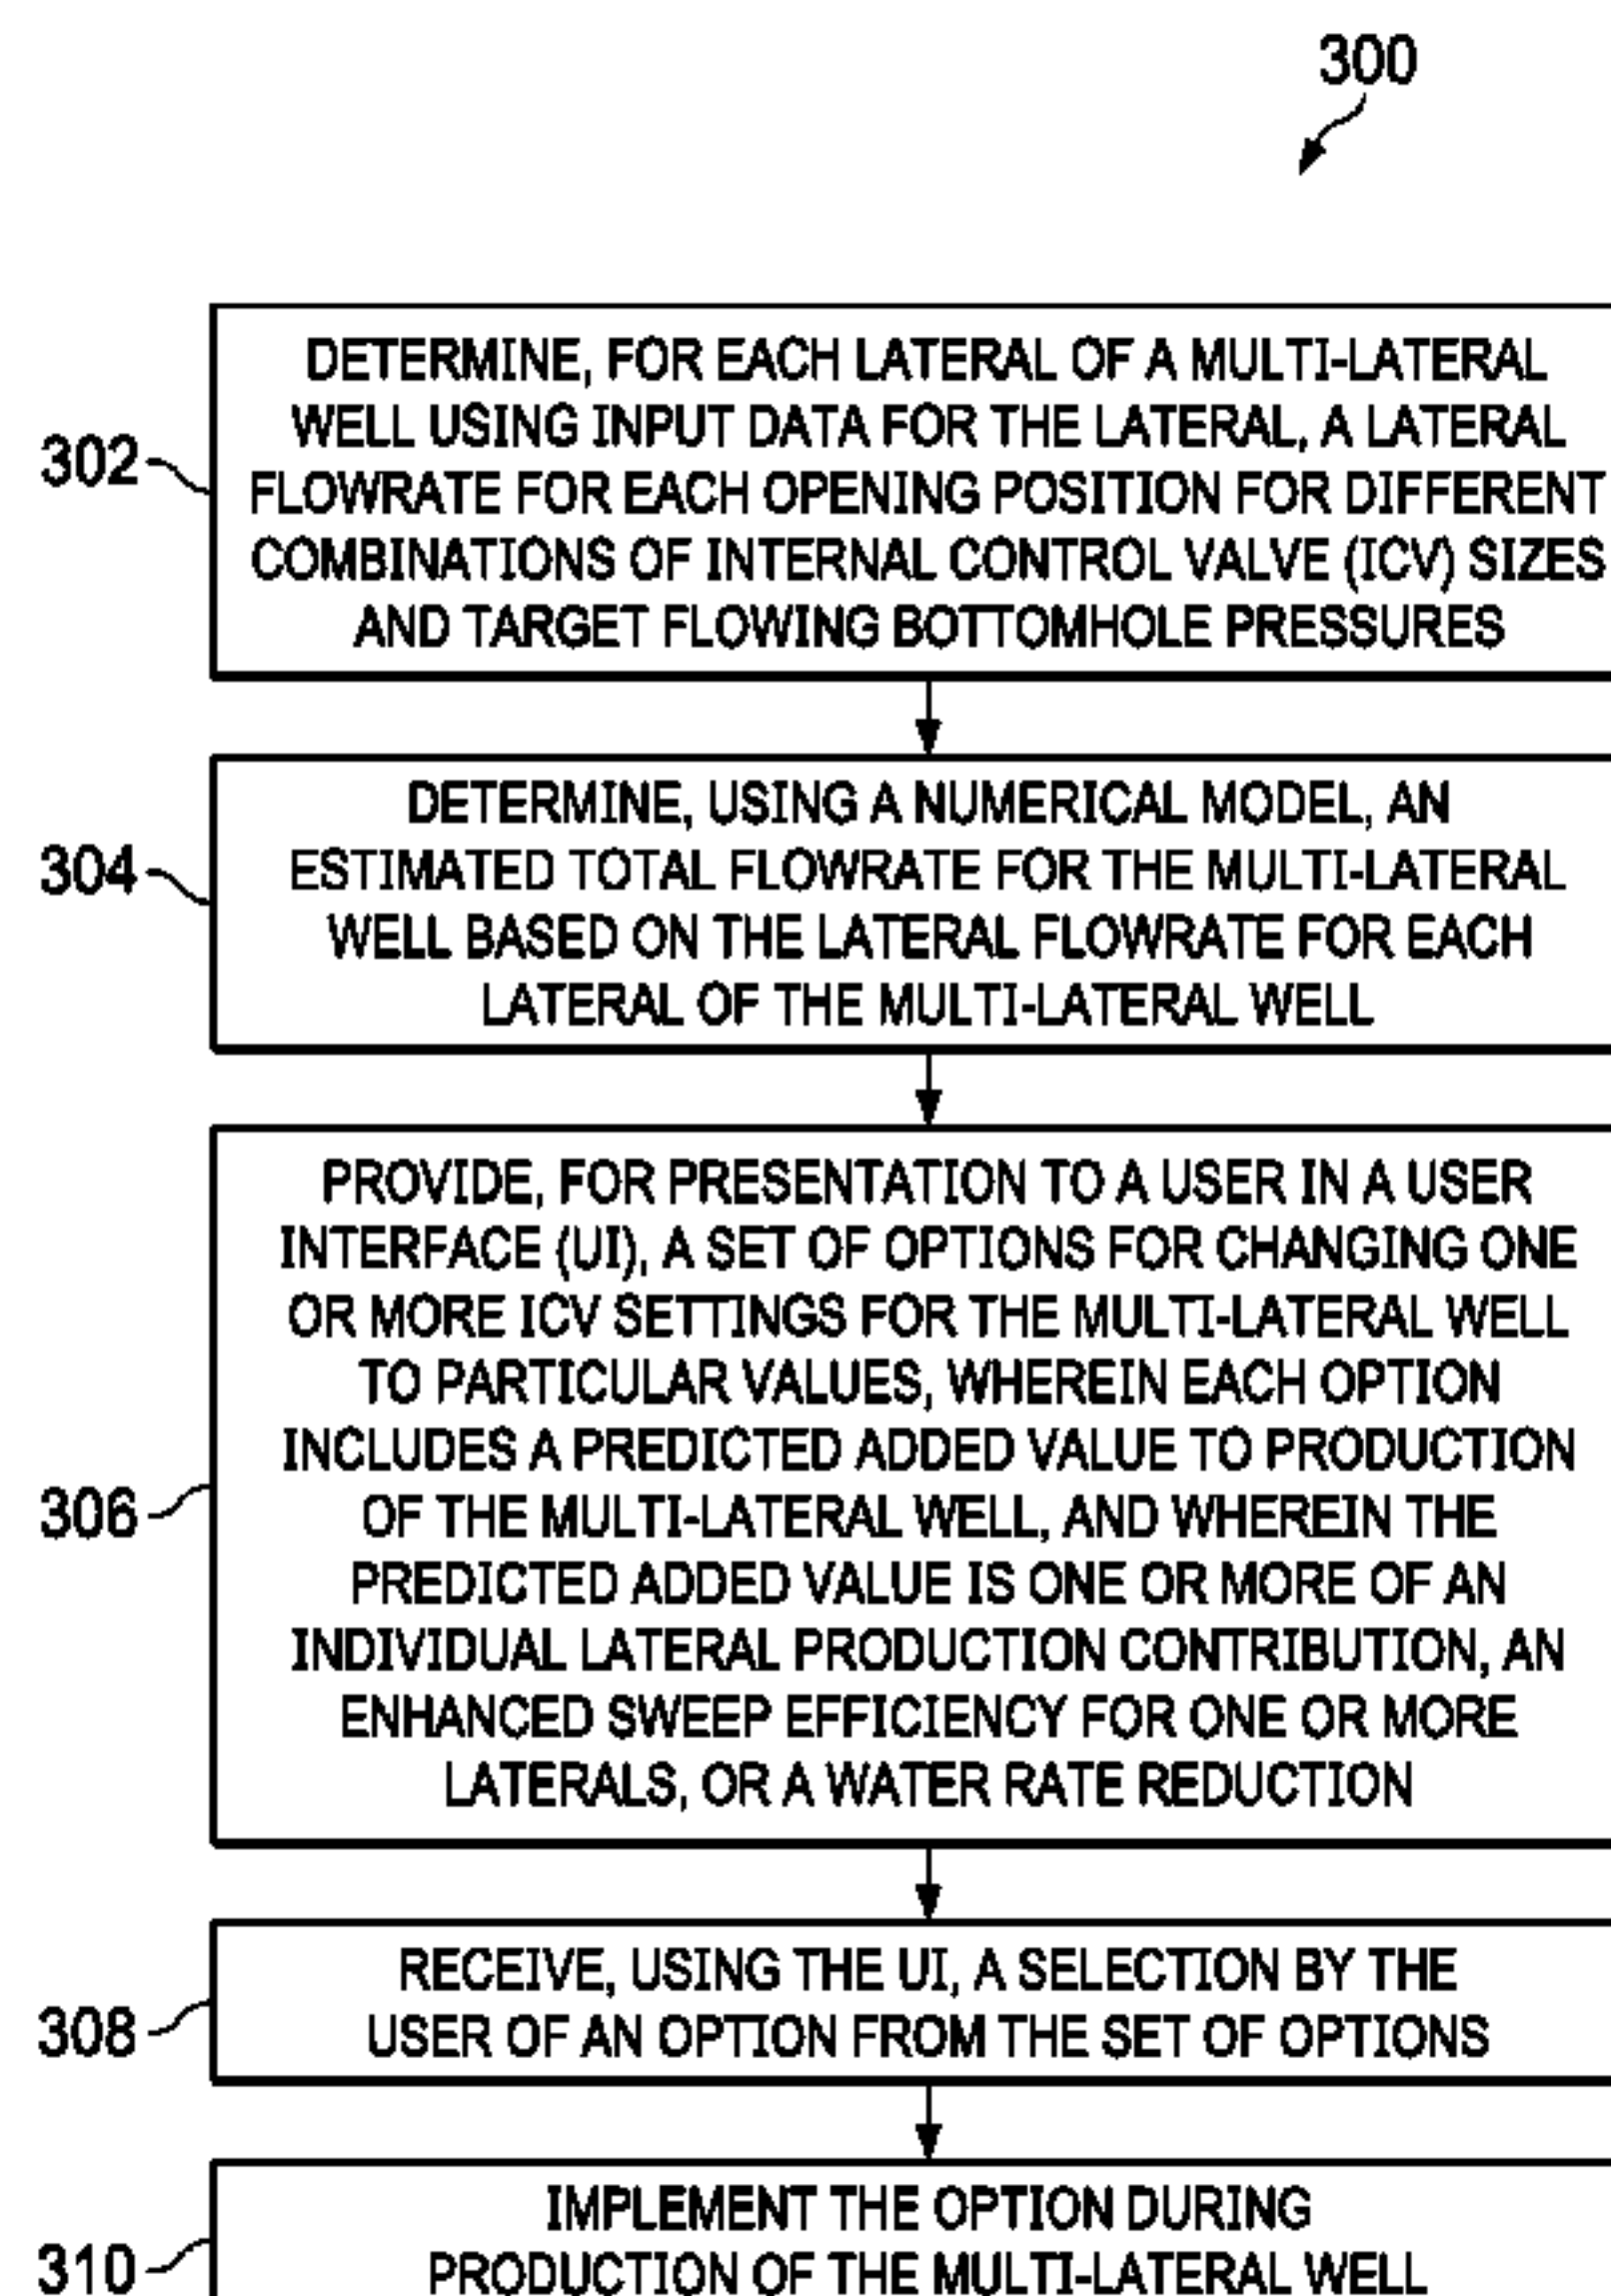 300
302
DETERMINE, FOR EACH LATERAL OF A MULTI-LATERAL
WELL USING INPUT DATA FOR THE LATERAL, A LATERAL
FLOWRATE FOR EACH OPENING POSITION FOR DIFFERENT
COMBINATIONS OF INTERNAL CONTROL VALVE (ICV) SIZES
AND TARGET FLOWING BOTTOMHOLE PRESSURES
304
DETERMINE, USING A NUMERICAL MODEL, AN
ESTIMATED TOTAL FLOWRATE FOR THE MULTI-LATERAL
WELL BASED ON THE LATERAL FLOWRATE FOR EACH
LATERAL OF THE MULTI-LATERAL WELL
306
PROVIDE, FOR PRESENTATION TO A USER IN A USER
INTERFACE (UI), A SET OF OPTIONS FOR CHANGING ONE
OR MORE ICV SETTINGS FOR THE MULTI-LATERAL WELL
TO PARTICULAR VALUES, WHEREIN EACH OPTION
INCLUDES A PREDICTED ADDED VALUE TO PRODUCTION
OF THE MULTI-LATERAL WELL, AND WHEREIN THE
PREDICTED ADDED VALUE IS ONE OR MORE OF AN
INDIVIDUAL LATERAL PRODUCTION CONTRIBUTION, AN
ENHANCED SWEEP EFFICIENCY FOR ONE OR MORE
LATERALS, OR A WATER RATE REDUCTION
308
RECEIVE, USING THE UI, A SELECTION BY THE
USER OF AN OPTION FROM THE SET OF OPTIONS
310
IMPLEMENT THE OPTION DURING
PRODUCTION OF THE MULTI-LATERAL WELL